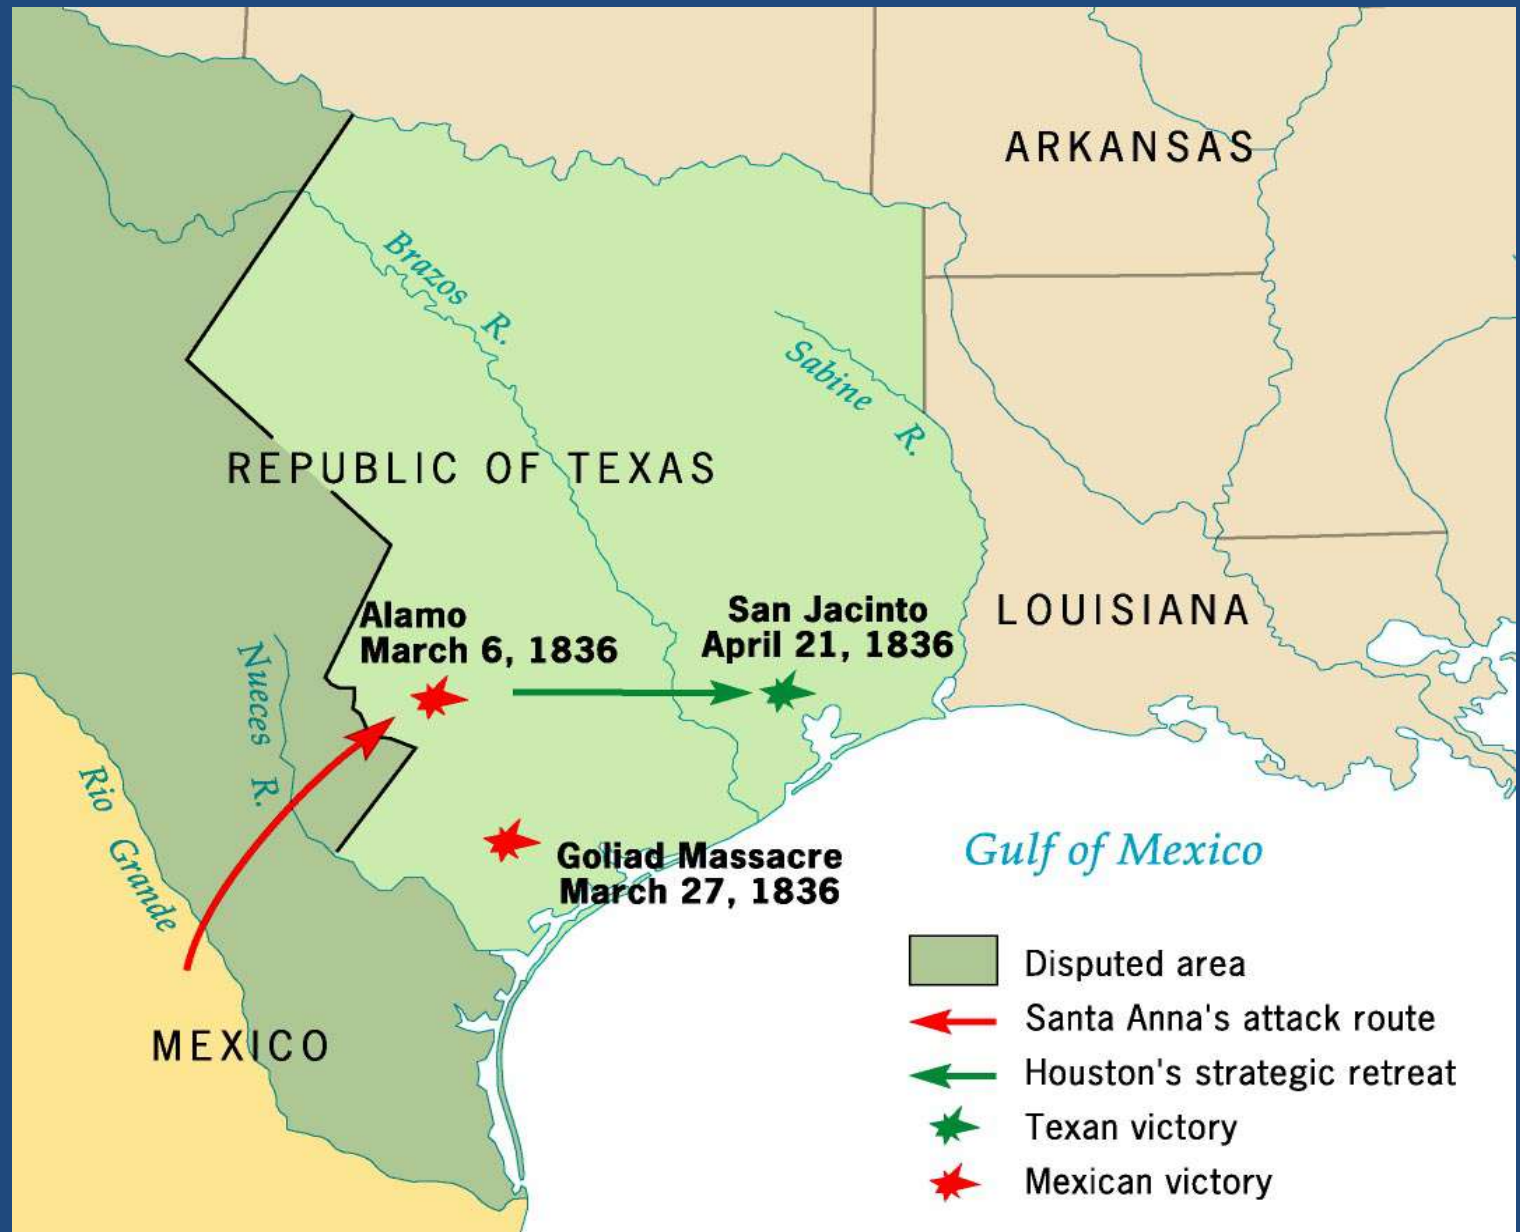 ARKANSAS
Brazos R.
Sabine R.
REPUBLIC OF TEXAS
Alamo
March 6, 1836
San Jacinto
April 21, 1836
LOUISIANA
Nueces R.
Rio Grande
Goliad Massacre
March 27, 1836
Gulf of Mexico
MEXICO
Disputed area
Santa Anna's attack route
Houston's strategic retreat
Texan victory
Mexican victory